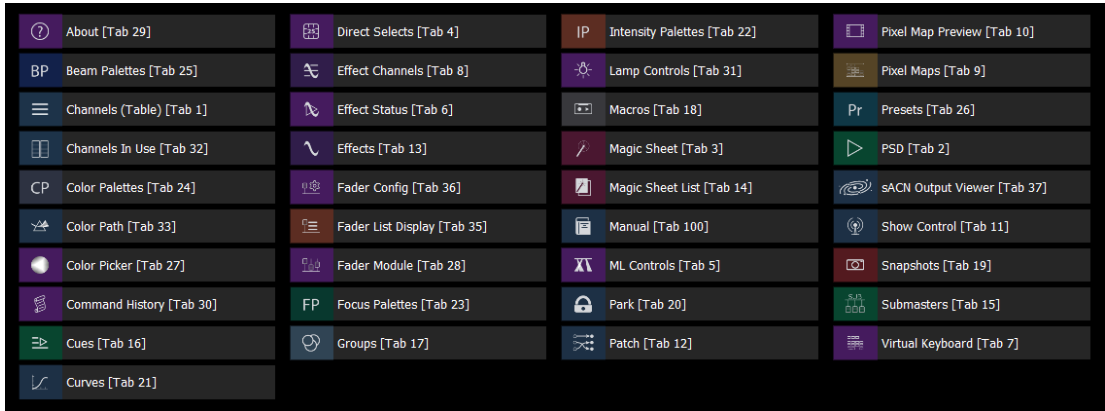 About [Tab 29]
BP Beam Palettes [Tab 25]
Channels (Table) [Tab 1]
Channels In Use [Tab 32]
CP Color Palettes [Tab 24]
Color Path [Tab 33]
Color Picker [Tab 27]
Command History [Tab 30]
Cues [Tab 16]
Curves [Tab 21]
Direct Selects [Tab 4]
Effect Channels [Tab 8]
Effect Status [Tab 6]
Effects [Tab 13]
Fader Config [Tab 36]
Fader List Display [Tab 35]
Fader Module [Tab 28]
FP Focus Palettes [Tab 23]
Groups [Tab 17]
IP Intensity Palettes [Tab 22]
Lamp Controls [Tab 31]
Macros [Tab 18]
Magic Sheet [Tab 3]
Magic Sheet List [Tab 14]
Manual [Tab 100]
ML Controls [Tab 5]
Park [Tab 20]
Patch [Tab 12]
Pixel Map Preview [Tab 10]
Pixel Maps [Tab 9]
Pr Presets [Tab 26]
PSD [Tab 2]
sACN Output Viewer [Tab 37]
Show Control [Tab 11]
Snapshots [Tab 19]
Submasters [Tab 15]
Virtual Keyboard [Tab 7]